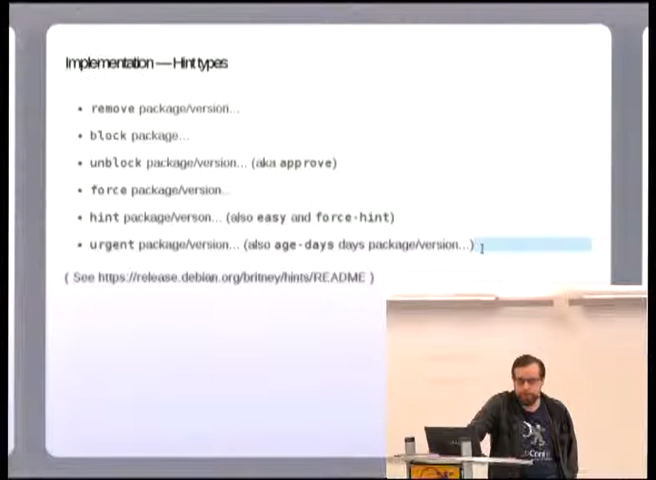 Implementation — Hint types
• remove package/version...
• block package...
• unblock package/version... (aka approve)
• force package/version...
• hint package/verson... (also easy and force-hint)
• urgent package/version... (also age-days days package/version...)
( See https://release.debian.org/britney/hints/README )